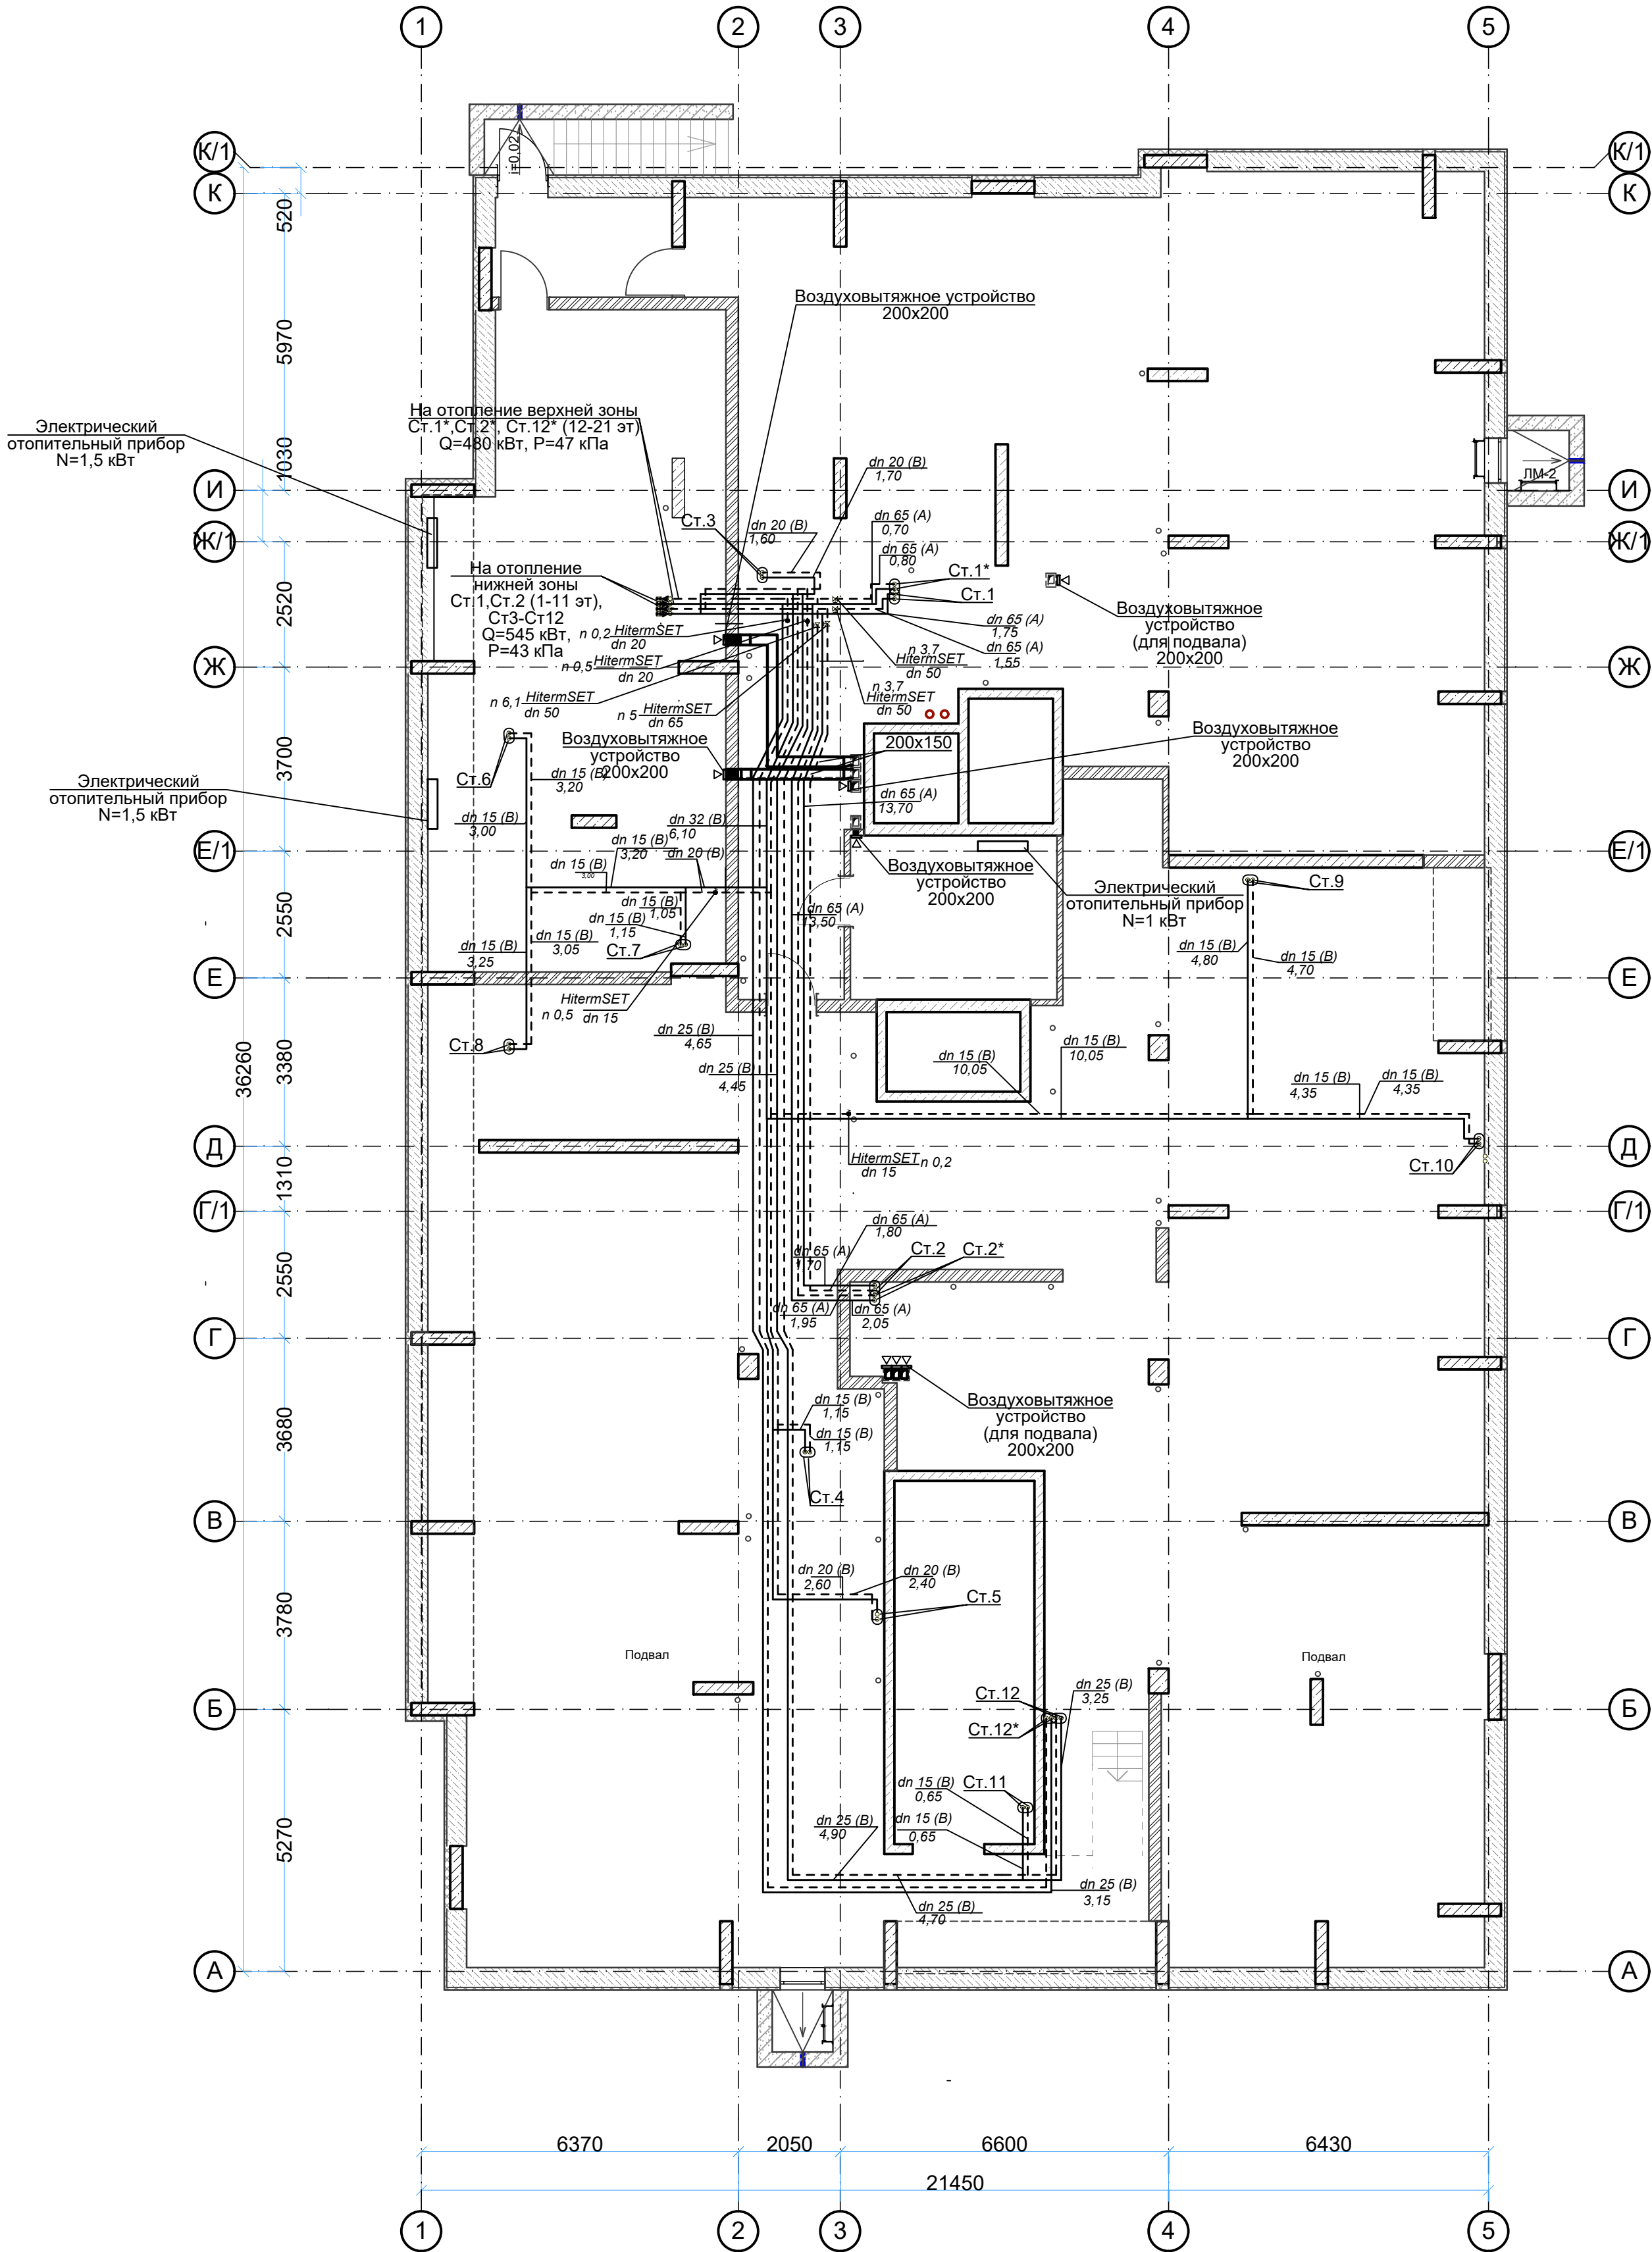 1
2
3
4
5
К/1
К/1
К
К
i=0,02
520
5970
Воздуховытяжное устройство
200х200
На отопление верхней зоны
Ст.1*,Ст.2*, Ст.12* (12-21 эт)
Q=480 кВт, Р=47 кПа
Электрический
отопительный прибор
N=1,5 кВт
1030
ЛМ-2
И
И
dn 20 (В)
1,70
Ст.3
dn 20 (В)
1,60
dn 65 (А)
0,70
dn 65 (А)
0,80
Ж/1
Ж/1
На отопление
нижней зоны
Ст.1,Ст.2 (1-11 эт),
Ст3-Ст12
Q=545 кВт,
Р=43 кПа
Ст.1*
Ст.1
2520
Воздуховытяжное
устройство
(для подвала)
200х200
dn 65 (А)
1,75
dn 65 (А)
1,55
n 0,2 HitermSET
dn 20
n 0,5 HitermSET
dn 20
n 3,7
HitermSET
dn 50
n 3,7
HitermSET
dn 50
Ж
Ж
n 6,1 HitermSET
dn 50
n 5 HitermSET
dn 65
Воздуховытяжное
устройство
200х200
200х150
Воздуховытяжное
устройство
200х200
3700
Ст.6
dn 15 (В)
3,20
Электрический
отопительный прибор
N=1,5 кВт
dn 15 (В)
3,00
dn 65 (А)
13,70
dn 32 (В)
6,10
dn 15 (В)
3,20
dn 20 (В)
dn 15 (В)
3,00
Е/1
Е/1
Воздуховытяжное
устройство
200х200
Электрический
отопительный прибор
N=1 кВт
Ст.9
2550
dn 15 (В)
1,05
dn 15 (В)
1,15
dn 65 (А)
13,50
Ст.7
dn 15 (В)
3,25
dn 15 (В)
3,05
dn 15 (В)
4,80
dn 15 (В)
4,70
Е
Е
HitermSET
n 0,5 dn 15
dn 25 (В)
4,65
Ст.8
3380
36260
dn 25 (В)
4,45
dn 15 (В)
10,05
dn 15 (В)
10,05
dn 15 (В)
4,35
dn 15 (В)
4,35
Д
Д
HitermSET n 0,2
dn 15
Ст.10
1310
Г/1
Г/1
dn 65 (А)
1,80
dn 65 (А)
1,70
Ст.2
Ст.2*
2550
dn 65 (А)
1,95
dn 65 (А)
2,05
Г
Г
Воздуховытяжное
устройство
(для подвала)
200х200
dn 15 (В)
1,15
dn 15 (В)
1,15
3680
Ст.4
В
В
dn 20 (В)
2,60
dn 20 (В)
2,40
Ст.5
3780
Подвал
Подвал
Б
Б
Ст.12
Ст.12*
dn 25 (В)
3,25
dn 15 (В)
0,65
Ст.11
dn 15 (В)
0,65
dn 25 (В)
4,90
5270
dn 25 (В)
3,15
dn 25 (В)
4,70
А
А
6370
2050
6600
6430
21450
1
2
3
4
5